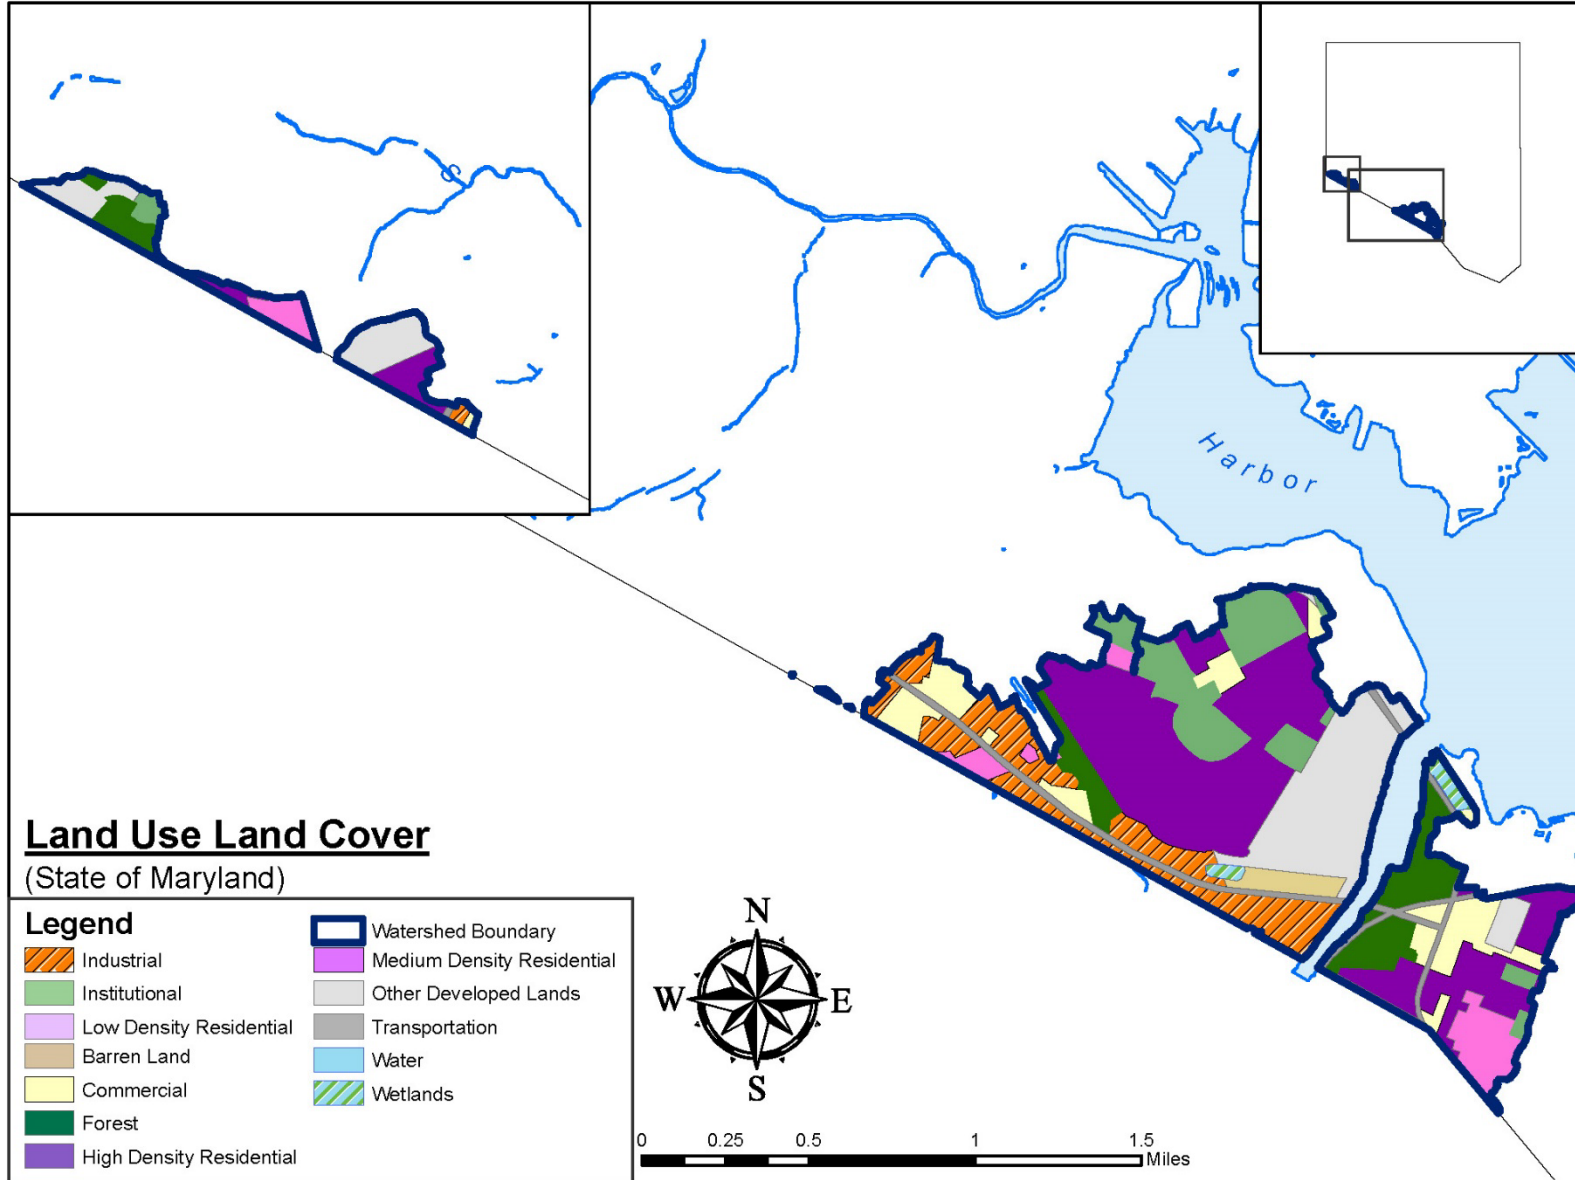 Harbor
Land Use Land Cover
(State of Maryland)
Legend
Industrial
Institutional
Low Density Residential
Barren Land
Commercial
Forest
High Density Residential
Watershed Boundary
Medium Density Residential
Other Developed Lands
Transportation
Water
Wetlands
N
W E
S
0 0.25 0.5 1 1.5
Miles